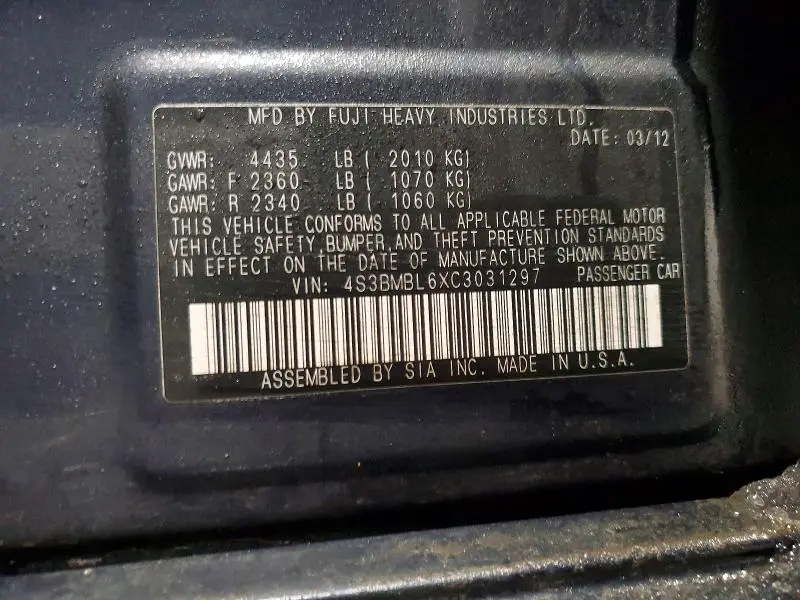 MFD BY FUJI HEAVY INDUSTRIES LTD.
DATE: 03/12
GVWR: 4435 LB ( 2010 KG)
GAWR: F 2360 LB ( 1070 KG)
GAWR: R 2340 LB ( 1060 KG)
THIS VEHICLE CONFORMS TO ALL APPLICABLE FEDERAL MOTOR
VEHICLE SAFETY, BUMPER, AND THEFT PREVENTION STANDARDS
IN EFFECT ON THE DATE OF MANUFACTURE SHOWN ABOVE.
VIN: 4S3BMBL6XC3031297 PASSENGER CAR
ASSEMBLED BY SIA INC. MADE IN U.S.A.